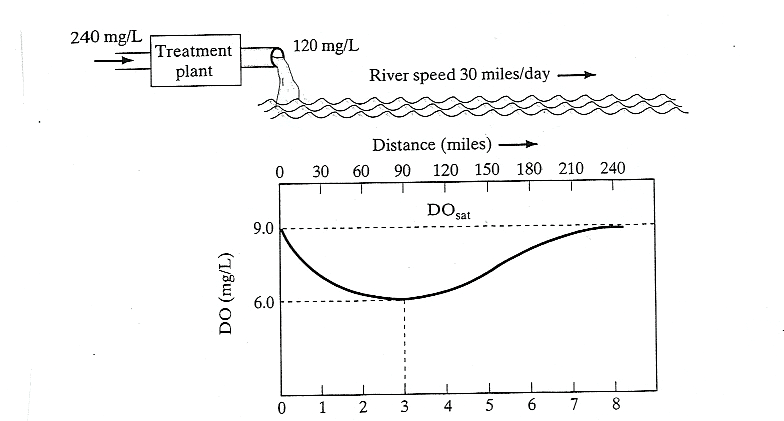 240 mg/L
Treatment
plant
120 mg/L
River speed 30 miles/day
Distance (miles)
0 30 60 90 120 150 180 210 240
DOsat
9.0
6.0
DO (mg/L)
0 1 2 3 4 5 6 7 8